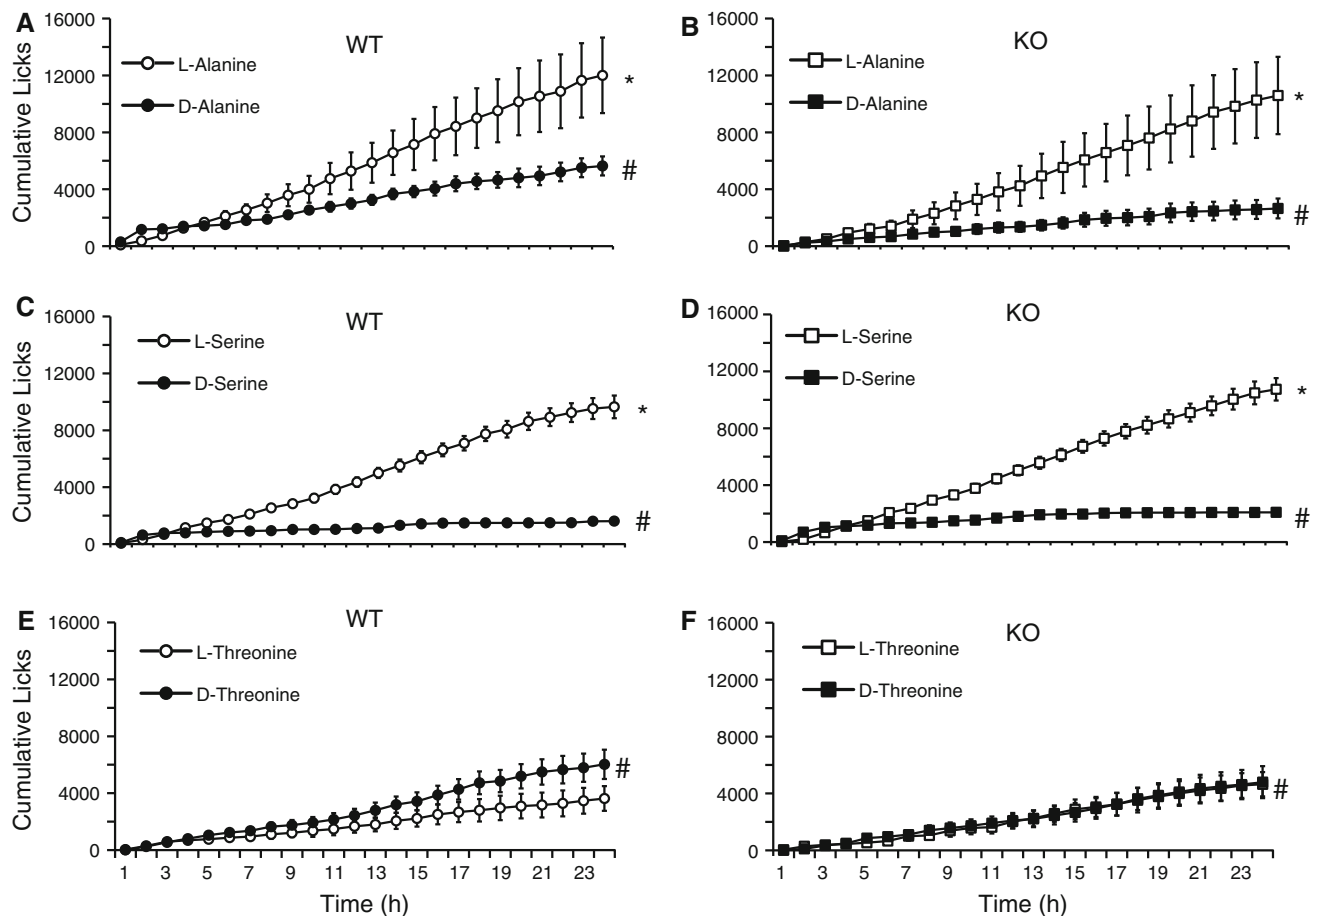 A
WT
Cumulative Licks
16000
12000
8000
4000
0
L-Alanine
D-Alanine
*
#
B
KO
16000
12000
8000
4000
0
L-Alanine
D-Alanine
*
#
C
WT
Cumulative Licks
16000
12000
8000
4000
0
L-Serine
D-Serine
*
#
D
KO
16000
12000
8000
4000
0
L-Serine
D-Serine
*
#
E
WT
Cumulative Licks
16000
12000
8000
4000
0
L-Threonine
D-Threonine
#
1 3 5 7 9 11 13 15 17 19 21 23
Time (h)
F
KO
16000
12000
8000
4000
0
L-Threonine
D-Threonine
#
1 3 5 7 9 11 13 15 17 19 21 23
Time (h)